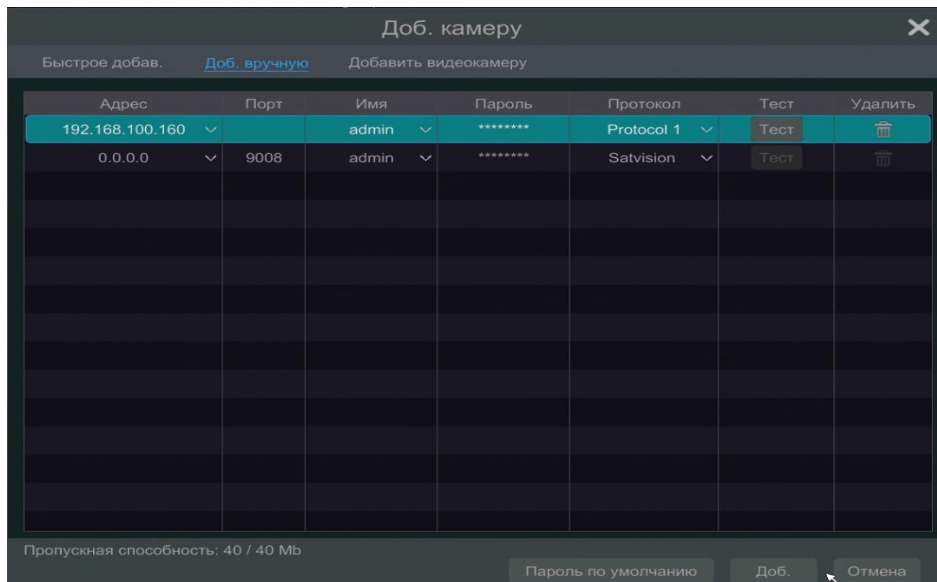 Доб. камеру
Быстрое добав. Доб. вручную Добавить видеокамеру
Адрес Порт Имя Пароль Протокол Тест Удалить
192.168.100.160 admin ******** Protocol 1 Тест
0.0.0.0 9008 admin ******** Satvision Тест
Пропускная способность: 40 / 40 Mb
Пароль по умолчанию Доб. Отмена